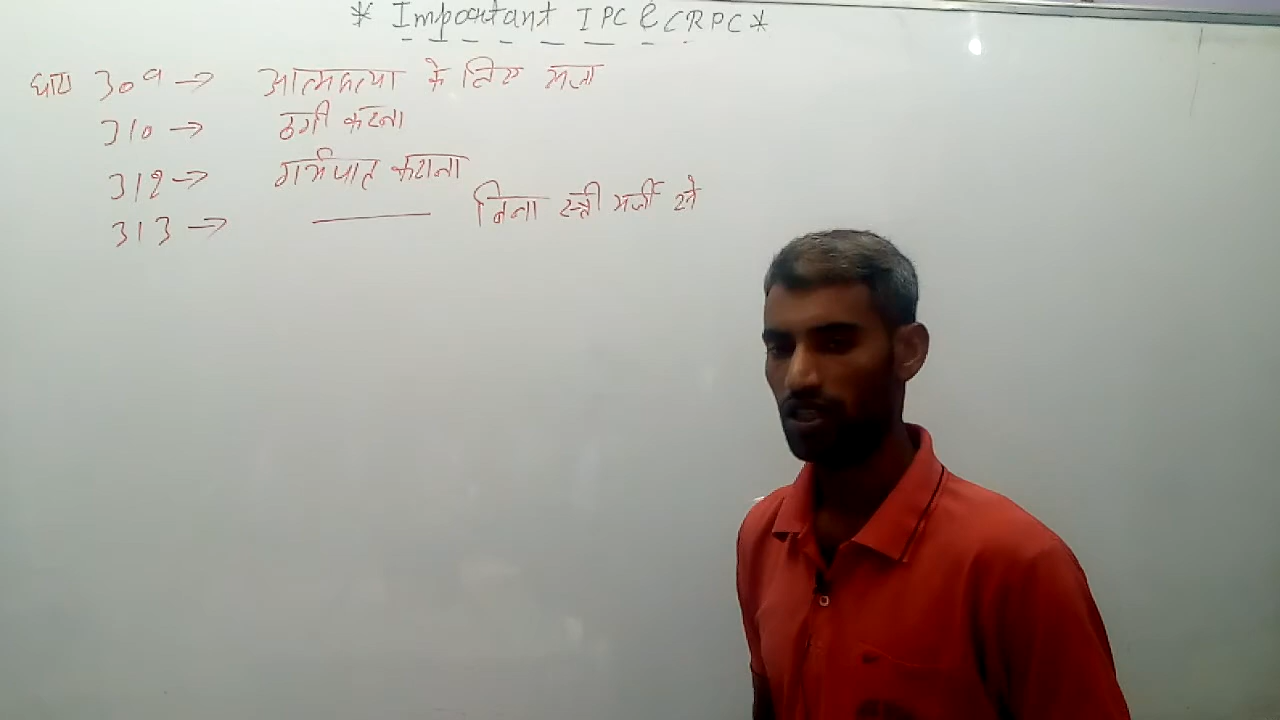 * Important IPC & CRPC *
धारा 309 → आत्महत्या के लिए सजा
310 → ठगी करना
312 → गर्भपात कराना
313 → —— बिना स्त्री मर्जी से